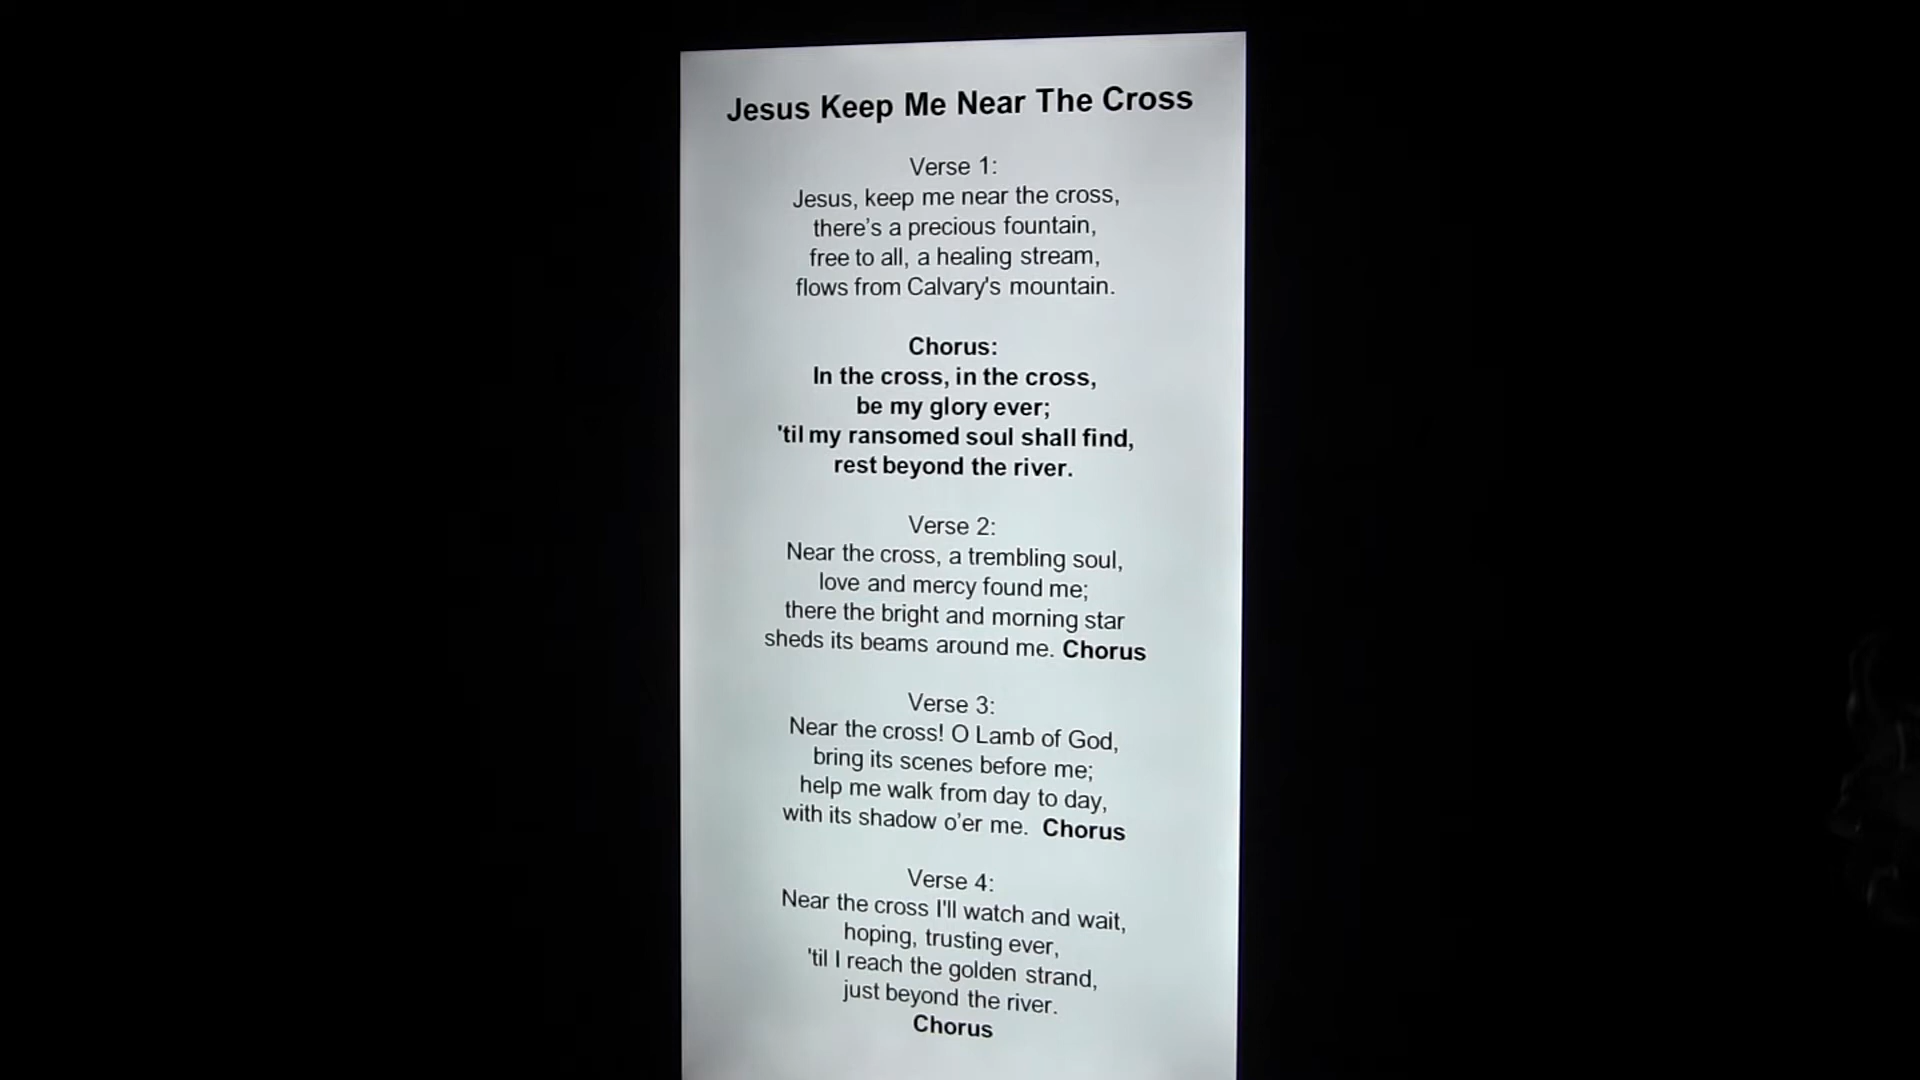 Jesus Keep Me Near The Cross
Verse 1:
Jesus, keep me near the cross,
there's a precious fountain,
free to all, a healing stream,
flows from Calvary's mountain.
Chorus:
In the cross, in the cross,
be my glory ever;
'til my ransomed soul shall find,
rest beyond the river.
Verse 2:
Near the cross, a trembling soul,
love and mercy found me;
there the bright and morning star
sheds its beams around me. Chorus
Verse 3:
Near the cross! O Lamb of God,
bring its scenes before me;
help me walk from day to day,
with its shadow o'er me. Chorus
Verse 4:
Near the cross I'll watch and wait,
hoping, trusting ever,
'til I reach the golden strand,
just beyond the river.
Chorus